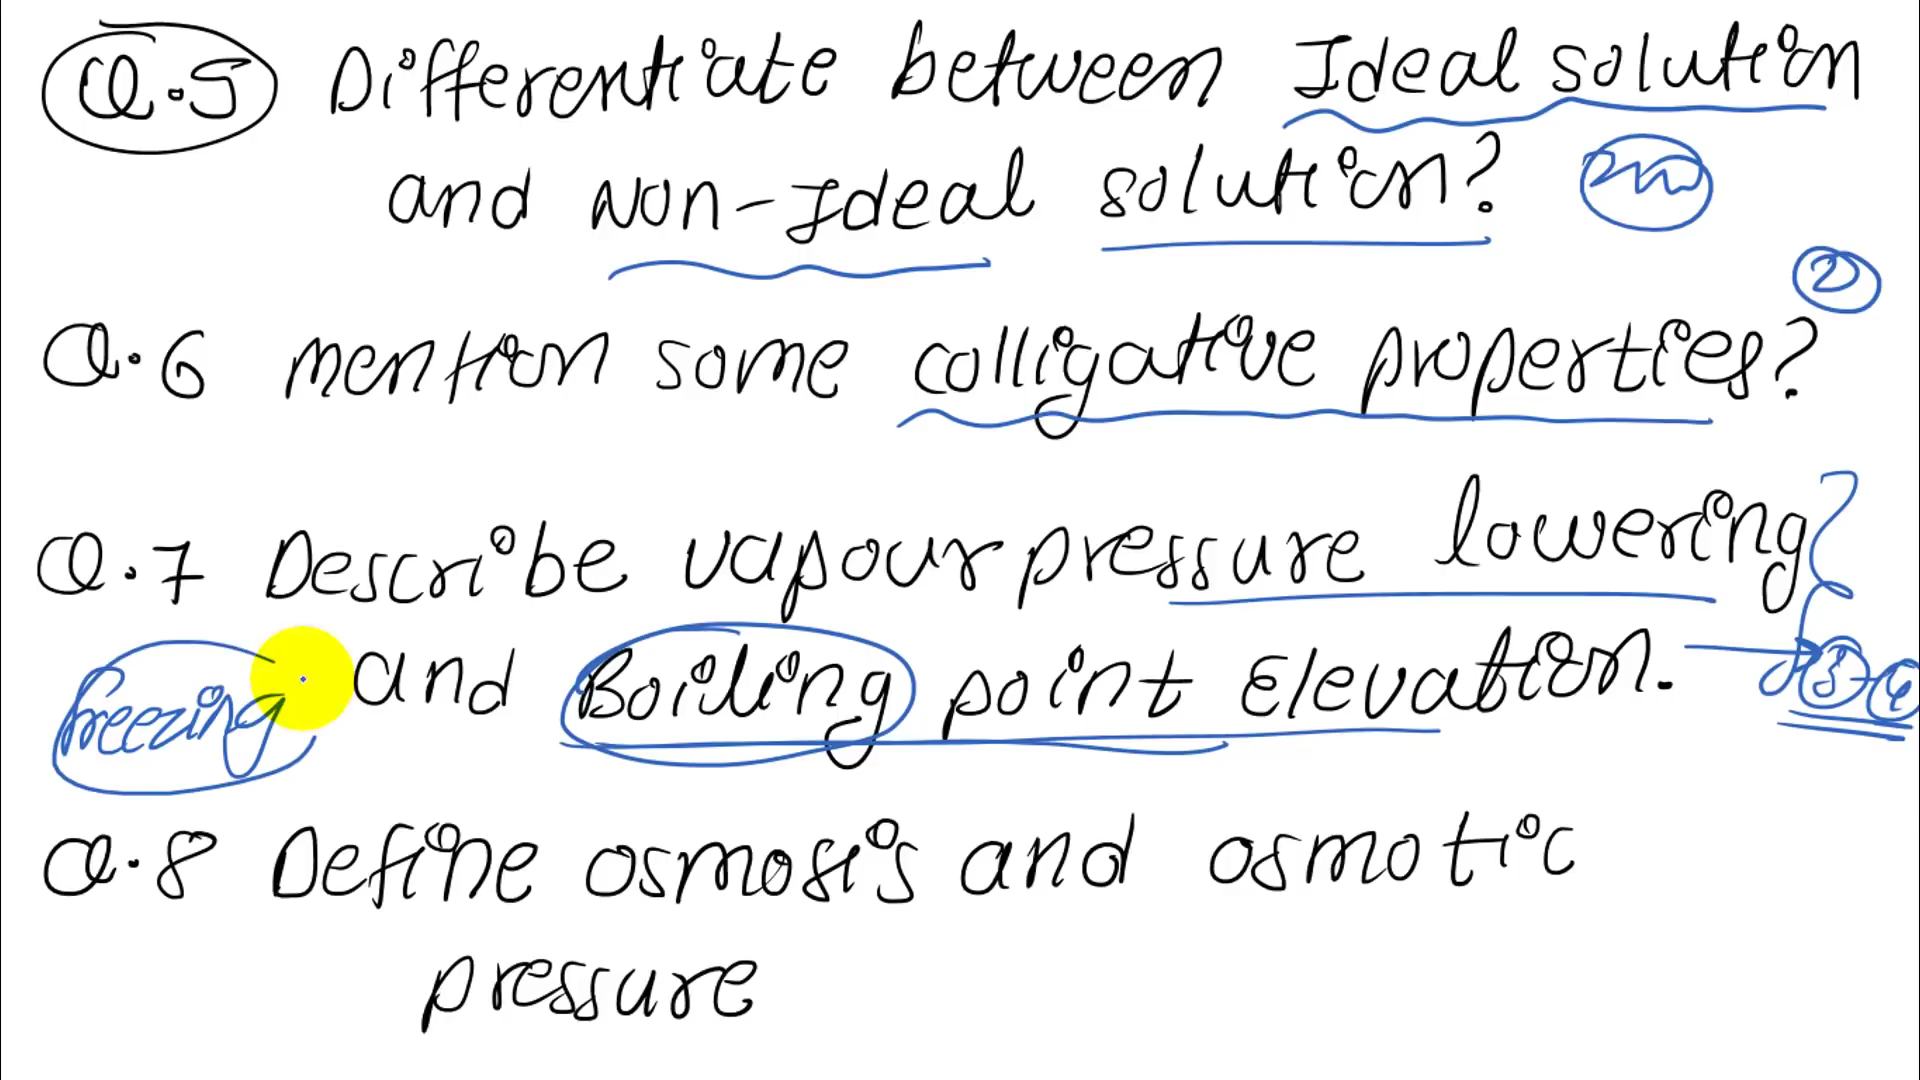 Q.5 Differentiate between Ideal solution
and Non-Ideal solution?
2
Q.6 mention some colligative properties?
Q.7 Describe vapour pressure lowering?
freezing and Boiling point Elevation.
Q.8 Define osmosis and osmotic
pressure